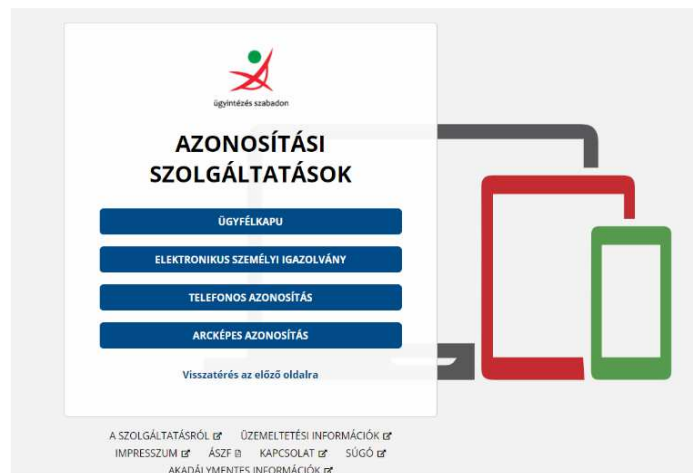 ügyintézés szabadon
AZONOSÍTÁSI
SZOLGÁLTATÁSOK
ÜGYFÉLKAPU
ELEKTRONIKUS SZEMÉLYI IGAZOLVÁNY
TELEFONOS AZONOSÍTÁS
ARCKÉPES AZONOSÍTÁS
Visszatérés az előző oldalra
A SZOLGÁLTATÁSRÓL ÜZEMELTETÉSI INFORMÁCIÓK
IMPRESSZUM ÁSZF KAPCSOLAT SÚGÓ
AKADÁLYMENTES INFORMÁCIÓK